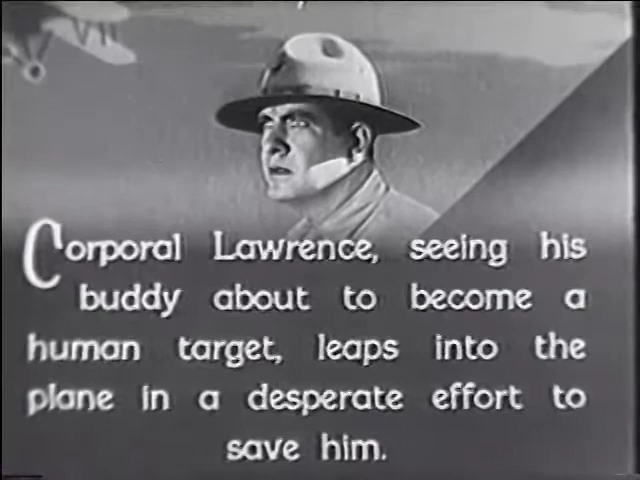 Corporal Lawrence, seeing his
buddy about to become a
human target, leaps into the
plane in a desperate effort to
save him.